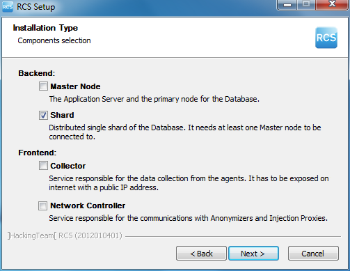 RCS Setup
Installation Type
Components selection
RCS
Backend:
Master Node
The Application Server and the primary node for the Database.
Shard
Distributed single shard of the Database. It needs at least one Master node to be
connected to.
Frontend:
Collector
Service responsible for the data collection from the agents. It has to be exposed on
internet with a public IP address.
Network Controller
Service responsible for the communications with Anonymizers and Injection Proxies.
]HackingTeam[ RCS (2012010401)
< Back
Next >
Cancel